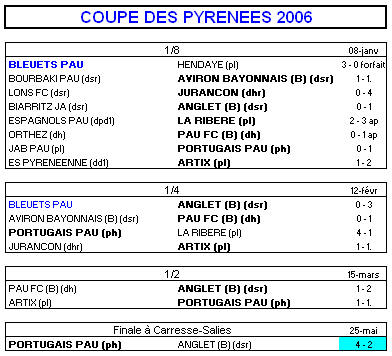 COUPE DES PYRENEES 2006
1/8 08-janv
BLEUETS PAU HENDAYE (pl) 3 - 0 forfait
BOURBAKI PAU (dsr) AVIRON BAYONNAIS (B) (dsr) 1 - 1.
LONS FC (dsr) JURANCON (dhr) 0 - 4
BIARRITZ JA (dsr) ANGLET (B) (dsr) 0 - 1
ESPAGNOLS PAU (dpd1) LA RIBERE (pl) 2 - 3 ap
ORTHEZ (dh) PAU FC (B) (dh) 0 - 1ap
JAB PAU (pl) PORTUGAIS PAU (ph) 0 - 1.
ES PYRENEENNE (dd1) ARTIX (pl) 1 - 2
1/4 12-févr
BLEUETS PAU ANGLET (B) (dsr) 0 - 3
AVIRON BAYONNAIS (B) (dsr) PAU FC (B) (dh) 0 - 1
PORTUGAIS PAU (ph) LA RIBERE (pl) 4 - 1
JURANCON (dhr) ARTIX (pl) 1 - 1.
1/2 15-mars
PAU FC (B) (dh) ANGLET (B) (dsr) 1 - 2
ARTIX (pl) PORTUGAIS PAU (ph) 1 - 1.
Finale à Carresse-Salies 25-mai
PORTUGAIS PAU (ph) ANGLET (B) (dsr) 4 - 2